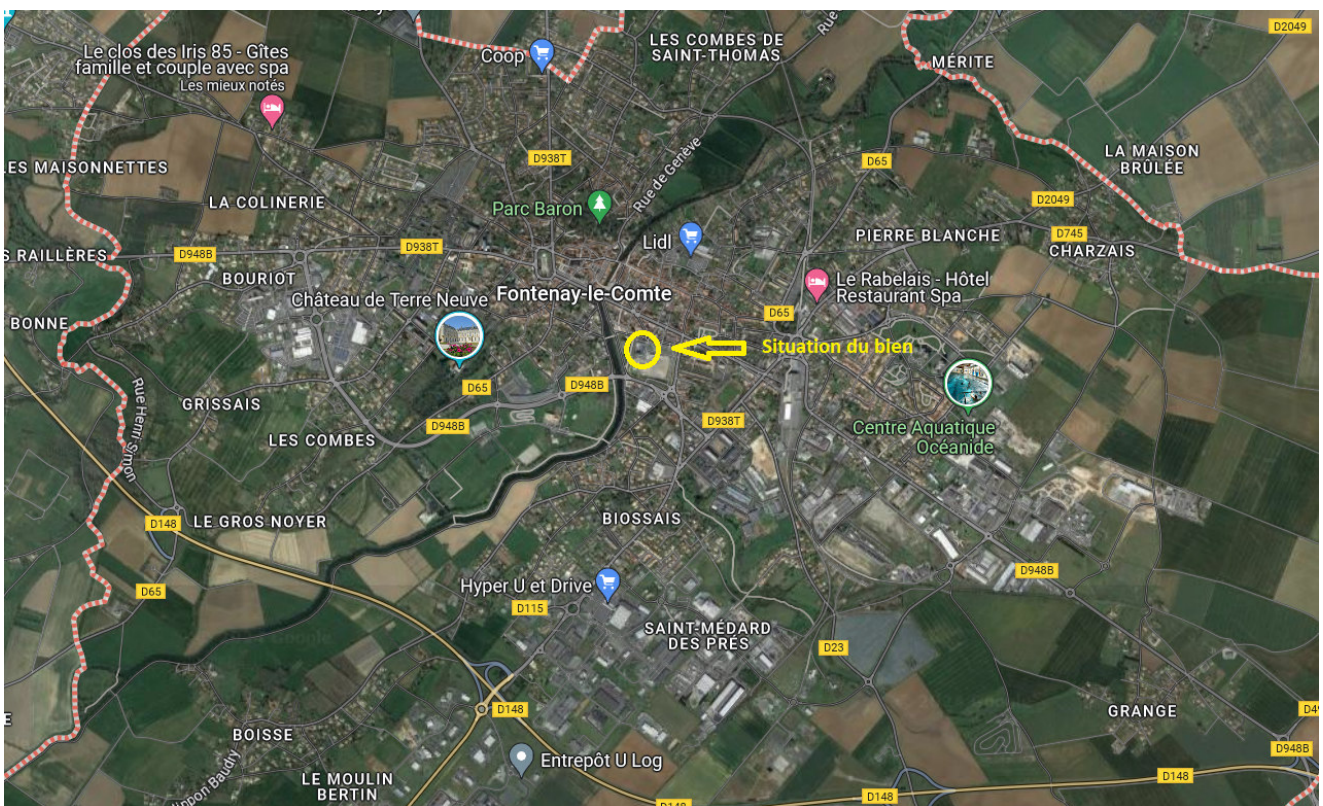 Le clos des Iris 85 - Gîtes
famille et couple avec spa
Les mieux notés
Coop
LES COMBES DE
SAINT-THOMAS
Rue
D2049
MÉRITE
LES MAISONNETTES
D938T
Rue de Genève
D65
LA MAISON
BRÛLÉE
LA COLINERIE
Parc Baron
D2049
S RAILLÈRES
D948B
D938T
Lidl
PIERRE BLANCHE
D745
CHARZAIS
BOURIOT
Château de Terre Neuve
Fontenay-le-Comte
Le Rabelais - Hôtel
Restaurant Spa
BONNE
D65
Situation du bien
D65
D948B
Rue Henri Simon
GRISSAIS
D948B
D938T
LES COMBES
Centre Aquatique
Océanide
D148
LE GROS NOYER
BIOSSAIS
D65
Hyper U et Drive
D115
D948B
SAINT-MÉDARD
DES PRÉS
D23
D148
GRANGE
BOISSE
D948B
Entrepôt U Log
LE MOULIN
BERTIN
D148
D148
D148